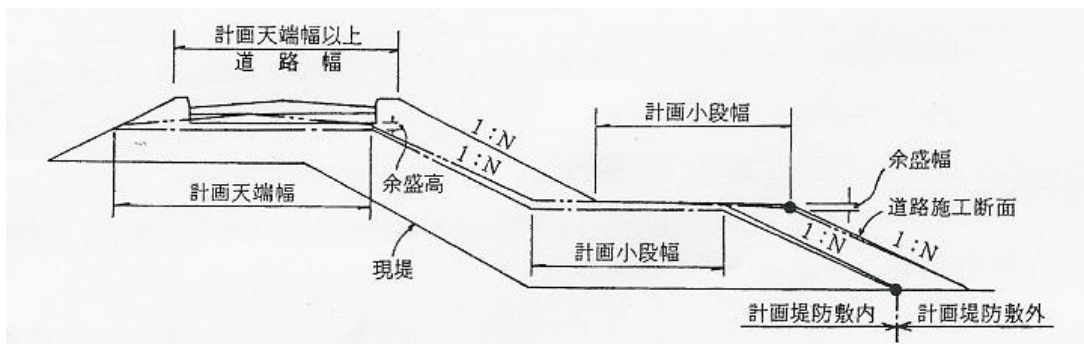 計画天端幅以上
道路幅
計画小段幅
1:N
1:N
余盛高
余盛幅
道路施工断面
計画天端幅
現堤
計画小段幅
1:N
1:N
計画堤防敷内
計画堤防敷外